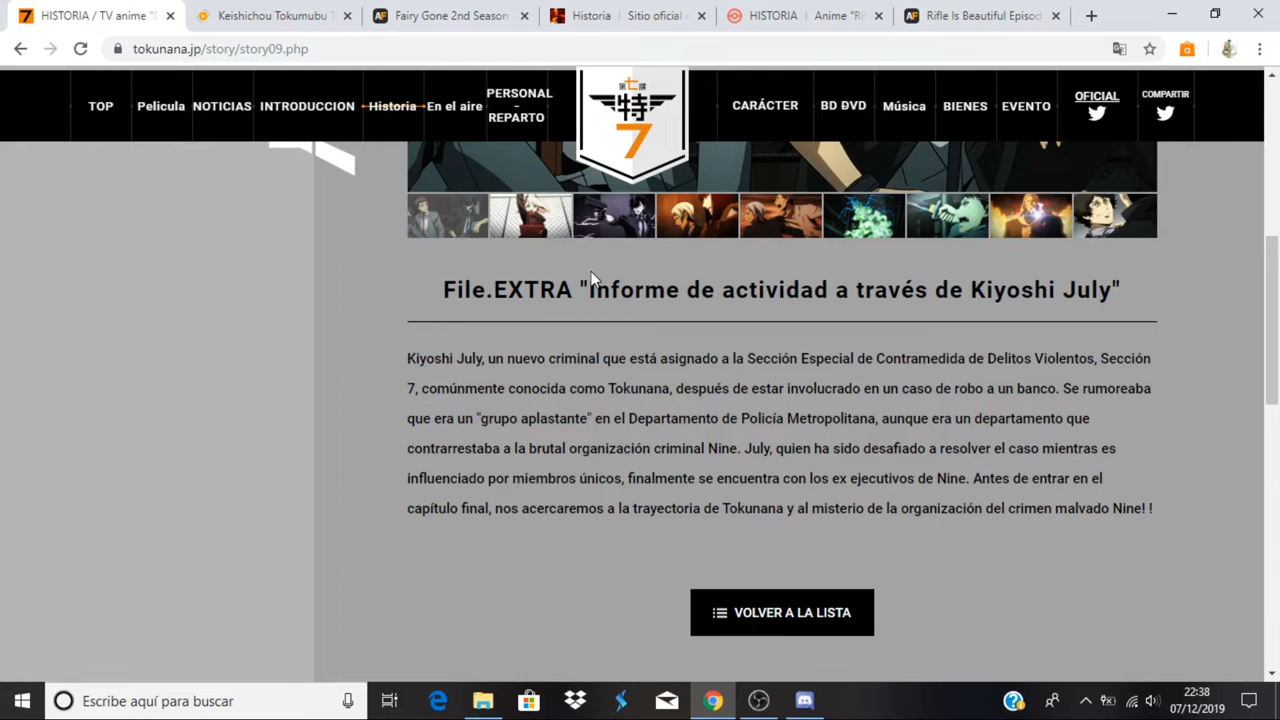 HISTORIA / TV anime "
Keishichou Tokumubu T
Fairy Gone 2nd Season
Historia | Sitio oficial
HISTORIA | Anime "Ri
Rifle Is Beautiful Episod
tokunana.jp/story/story09.php
TOP
Pelicula
NOTICIAS
INTRODUCCION
Historia
En el aire
PERSONAL
-
REPARTO
第七課
特
7
CARÁCTER
BD ĐVD
Música
BIENES
EVENTO
OFICIAL
COMPARTIR
File.EXTRA "Informe de actividad a través de Kiyoshi July"
Kiyoshi July, un nuevo criminal que está asignado a la Sección Especial de Contramedida de Delitos Violentos, Sección
7, comúnmente conocida como Tokunana, después de estar involucrado en un caso de robo a un banco. Se rumoreaba
que era un "grupo aplastante" en el Departamento de Policía Metropolitana, aunque era un departamento que
contrarrestaba a la brutal organización criminal Nine. July, quien ha sido desafiado a resolver el caso mientras es
influenciado por miembros únicos, finalmente se encuentra con los ex ejecutivos de Nine. Antes de entrar en el
capítulo final, nos acercaremos a la trayectoria de Tokunana y al misterio de la organización del crimen malvado Nine! !
VOLVER A LA LISTA
Escribe aquí para buscar
22:38
07/12/2019